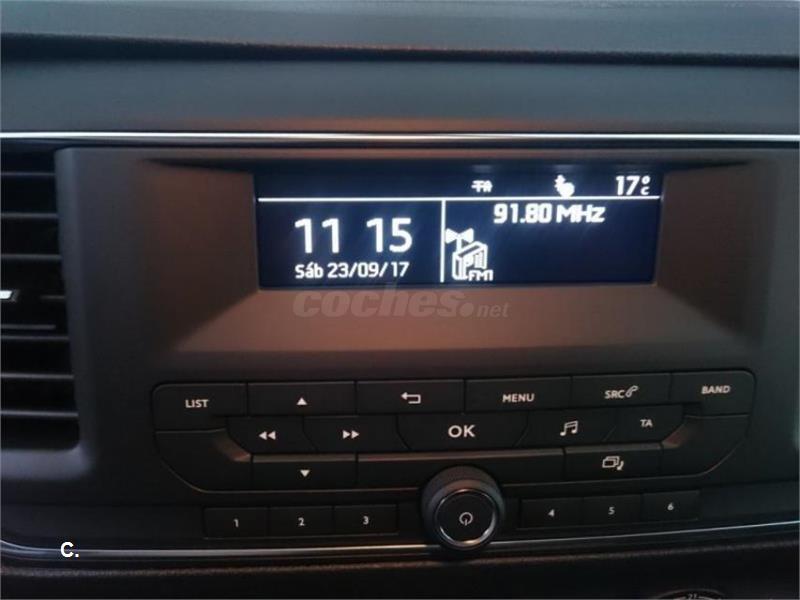 TA 17°C
91.80 MHz
11 15
Sáb 23/09/17
FM1
coches.net
LIST
MENU
SRC
BAND
OK
TA
1 2 3 4 5 6
C.
21